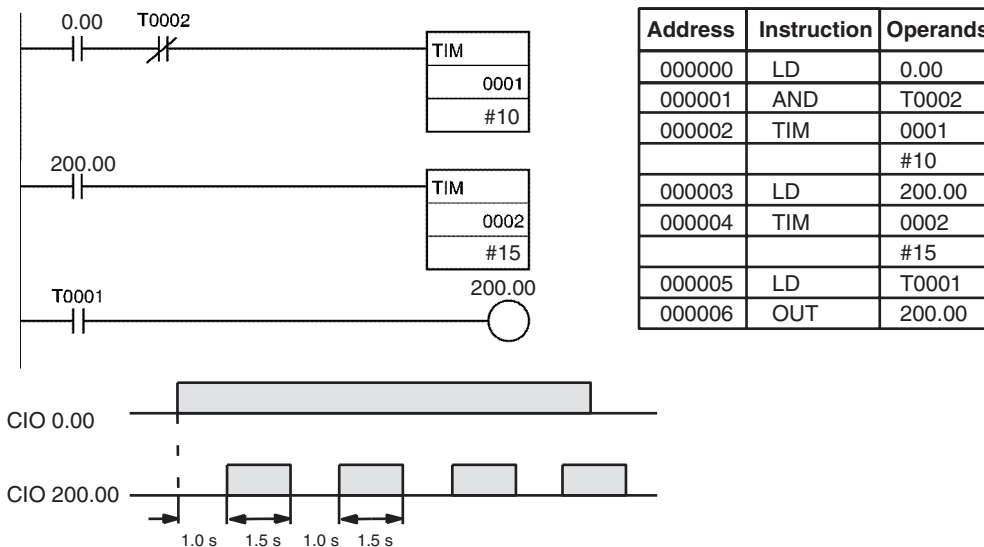 0.00 T0002
TIM
0001
#10
200.00
TIM
0002
#15
T0001 200.00
Address Instruction Operands
000000 LD 0.00
000001 AND T0002
000002 TIM 0001
#10
000003 LD 200.00
000004 TIM 0002
#15
000005 LD T0001
000006 OUT 200.00
CIO 0.00
CIO 200.00
1.0 s 1.5 s 1.0 s 1.5 s